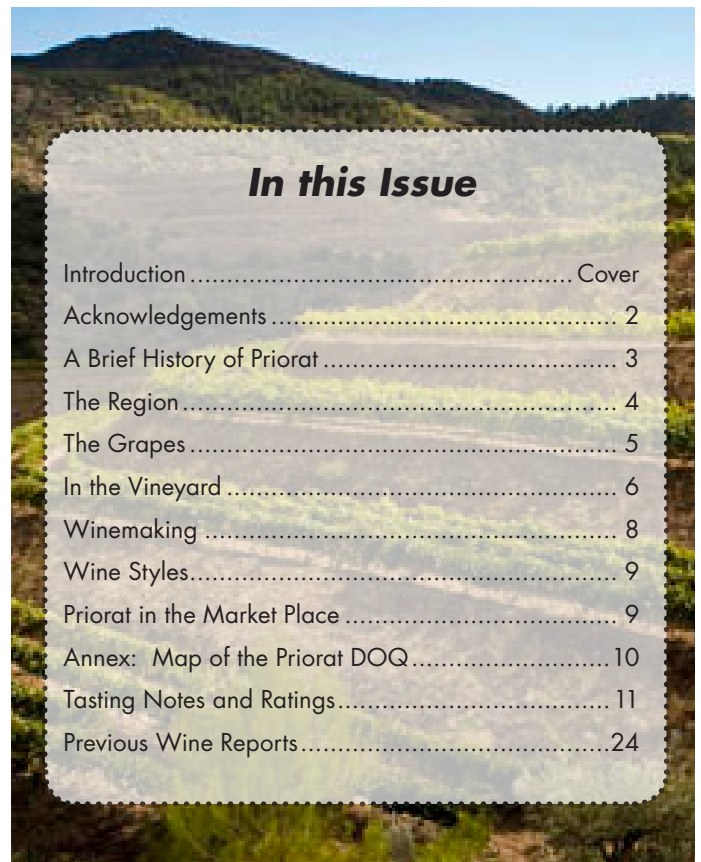 In this Issue
Introduction ................................................ Cover
Acknowledgements ........................................... 2
A Brief History of Priorat ..................................... 3
The Region ...................................................... 4
The Grapes ..................................................... 5
In the Vineyard ................................................. 6
Winemaking .................................................... 8
Wine Styles ...................................................... 9
Priorat in the Market Place .................................. 9
Annex: Map of the Priorat DOQ ......................... 10
Tasting Notes and Ratings .................................. 11
Previous Wine Reports ....................................... 24